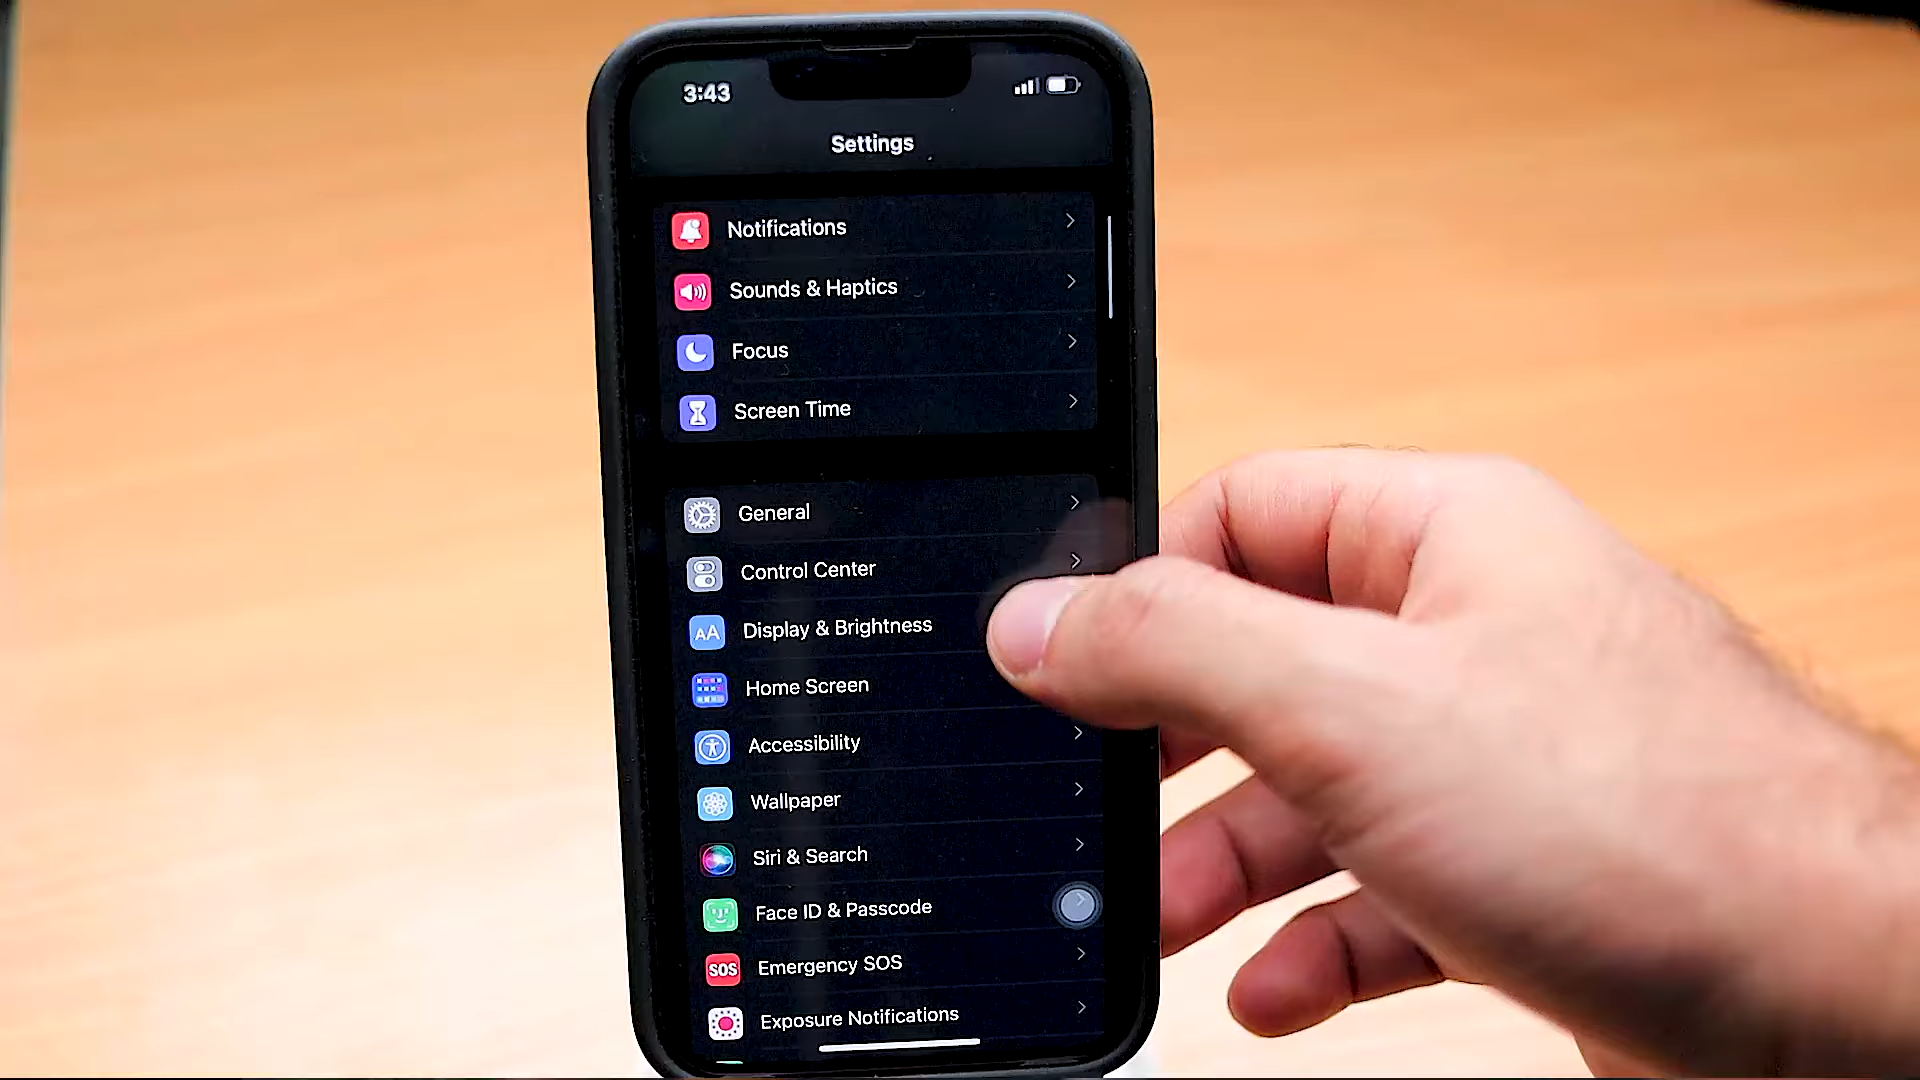 3:43
Settings
Notifications
Sounds & Haptics
Focus
Screen Time
General
Control Center
AA Display & Brightness
Home Screen
Accessibility
Wallpaper
Siri & Search
Face ID & Passcode
SOS Emergency SOS
Exposure Notifications